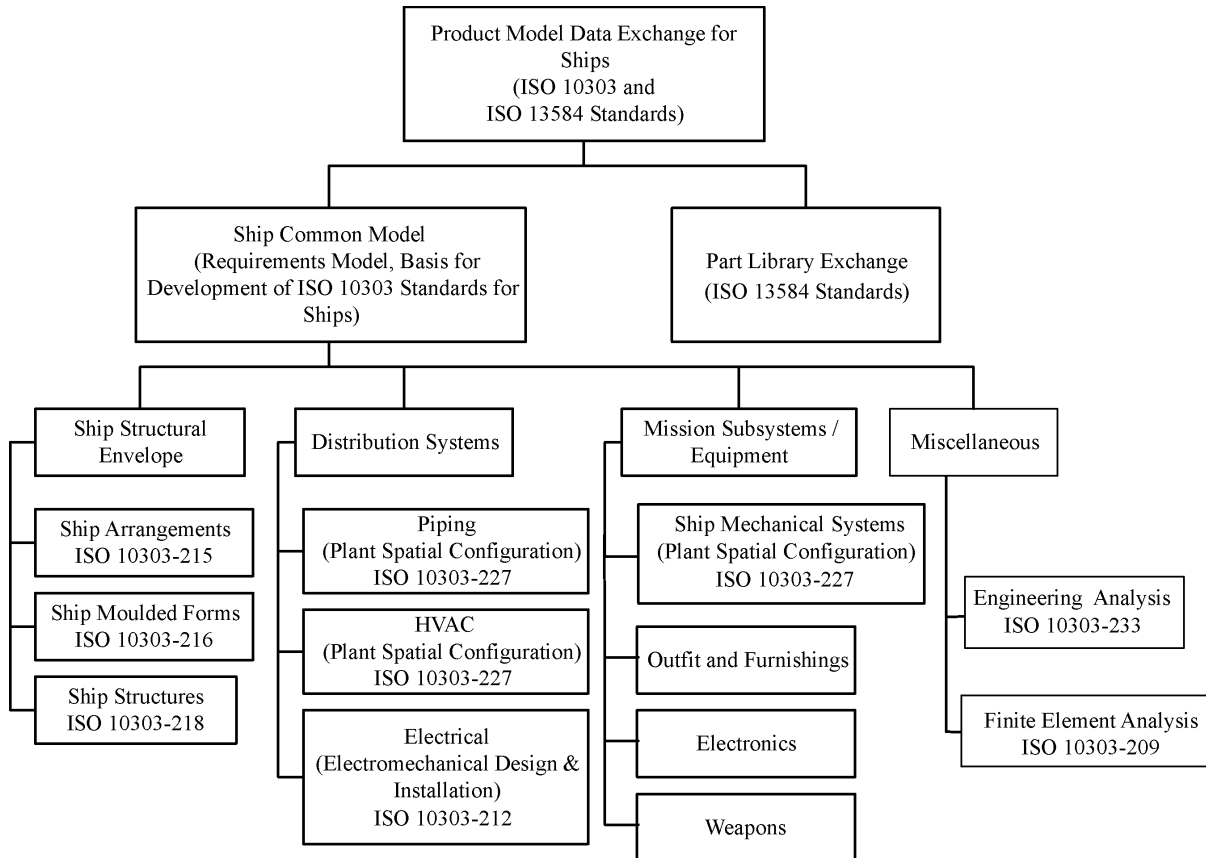 Product Model Data Exchange for
Ships
(ISO 10303 and
ISO 13584 Standards)
Ship Common Model
(Requirements Model, Basis for
Development of ISO 10303 Standards for
Ships)
Part Library Exchange
(ISO 13584 Standards)
Ship Structural
Envelope
Distribution Systems
Mission Subsystems /
Equipment
Miscellaneous
Ship Arrangements
ISO 10303-215
Ship Moulded Forms
ISO 10303-216
Ship Structures
ISO 10303-218
Piping
(Plant Spatial Configuration)
ISO 10303-227
HVAC
(Plant Spatial Configuration)
ISO 10303-227
Electrical
(Electromechanical Design &
Installation)
ISO 10303-212
Ship Mechanical Systems
(Plant Spatial Configuration)
ISO 10303-227
Outfit and Furnishings
Electronics
Weapons
Engineering Analysis
ISO 10303-233
Finite Element Analysis
ISO 10303-209